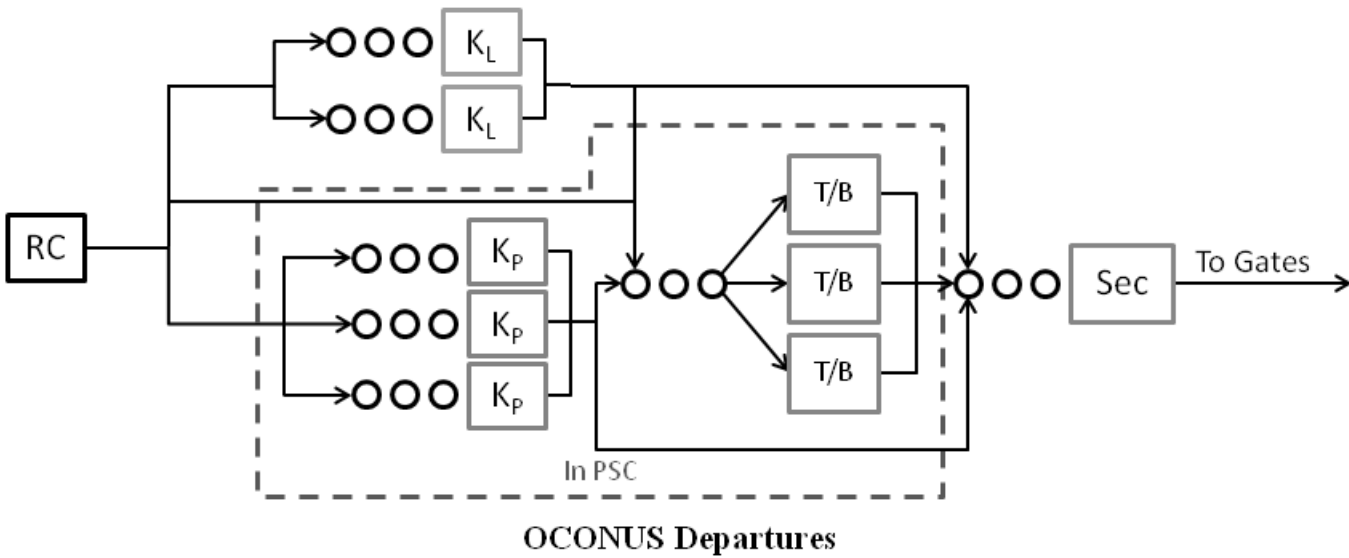 K_L
K_L
RC
K_P
K_P
K_P
T/B
T/B
T/B
Sec
To Gates
In PSC
OCONUS Departures